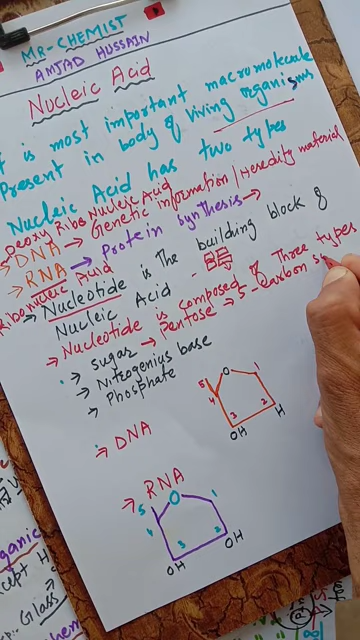 MR-CHEMIST
AMJAD HUSSAIN
Nucleic Acid
It is most important macromolecule
Present in body of living organisms
Nucleic Acid has two types
Deoxy Ribo Nucleic Acid
→ DNA → Genetic information / Heredity material
→ RNA → Protein synthesis →
Ribonucleic Acid
→ Nucleotide is the building block of
Nucleic Acid -
→ Nucleotide is composed of Three types
→ sugar → Pentose → 5-Carbon s
→ Nitrogenius base
→ Phosphate
5 O 1
4
3 2
OH H
→ DNA
→ RNA
5 O 1
4
3 2
OH OH